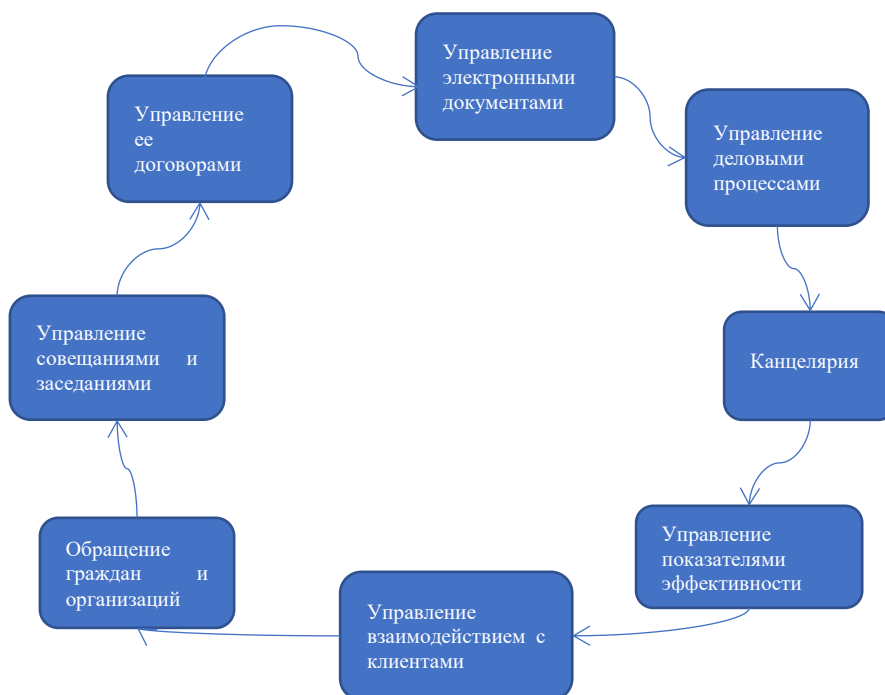 Управление
электронными
документами
Управление
ее
договорами
Управление
деловыми
процессами
Управление
совещаниями и
заседаниями
Канцелярия
Обращение
граждан и
организаций
Управление
показателями
эффективности
Управление
взаимодействием с
клиентами